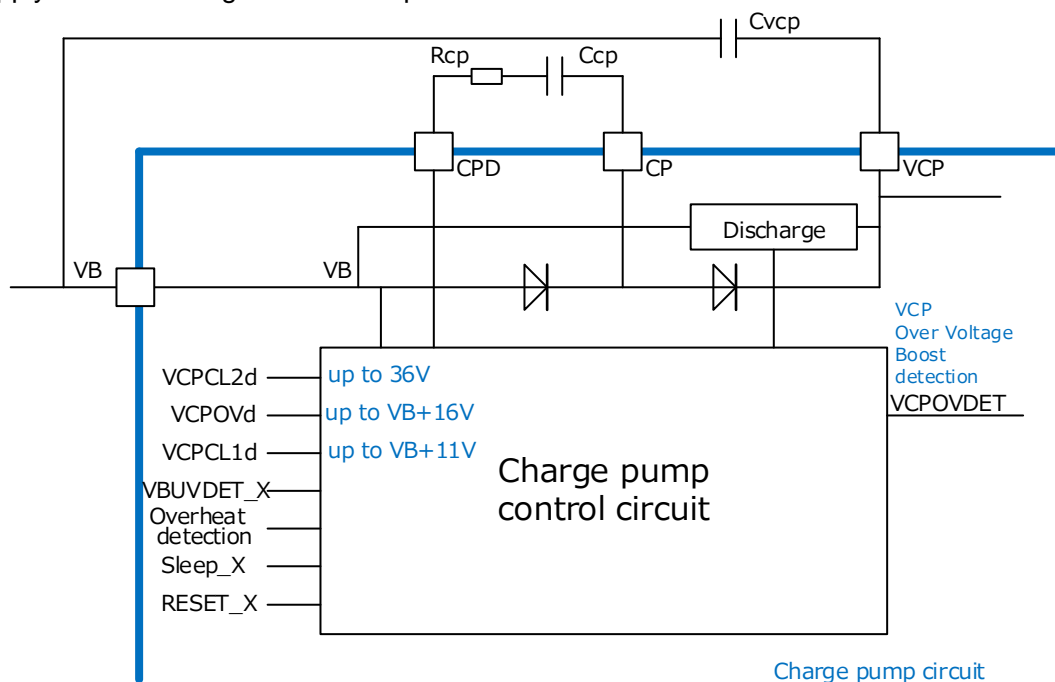 Cvcp
Rcp
Ccp
CPD
CP
VCP
Discharge
VB
VB
VCP
Over Voltage
Boost
detection
VCPOVDET
VCPCL2d
up to 36V
VCPOVd
up to VB+16V
VCPCL1d
up to VB+11V
VBUVDET_X
Overheat
detection
Sleep_X
RESET_X
Charge pump
control circuit
Charge pump circuit